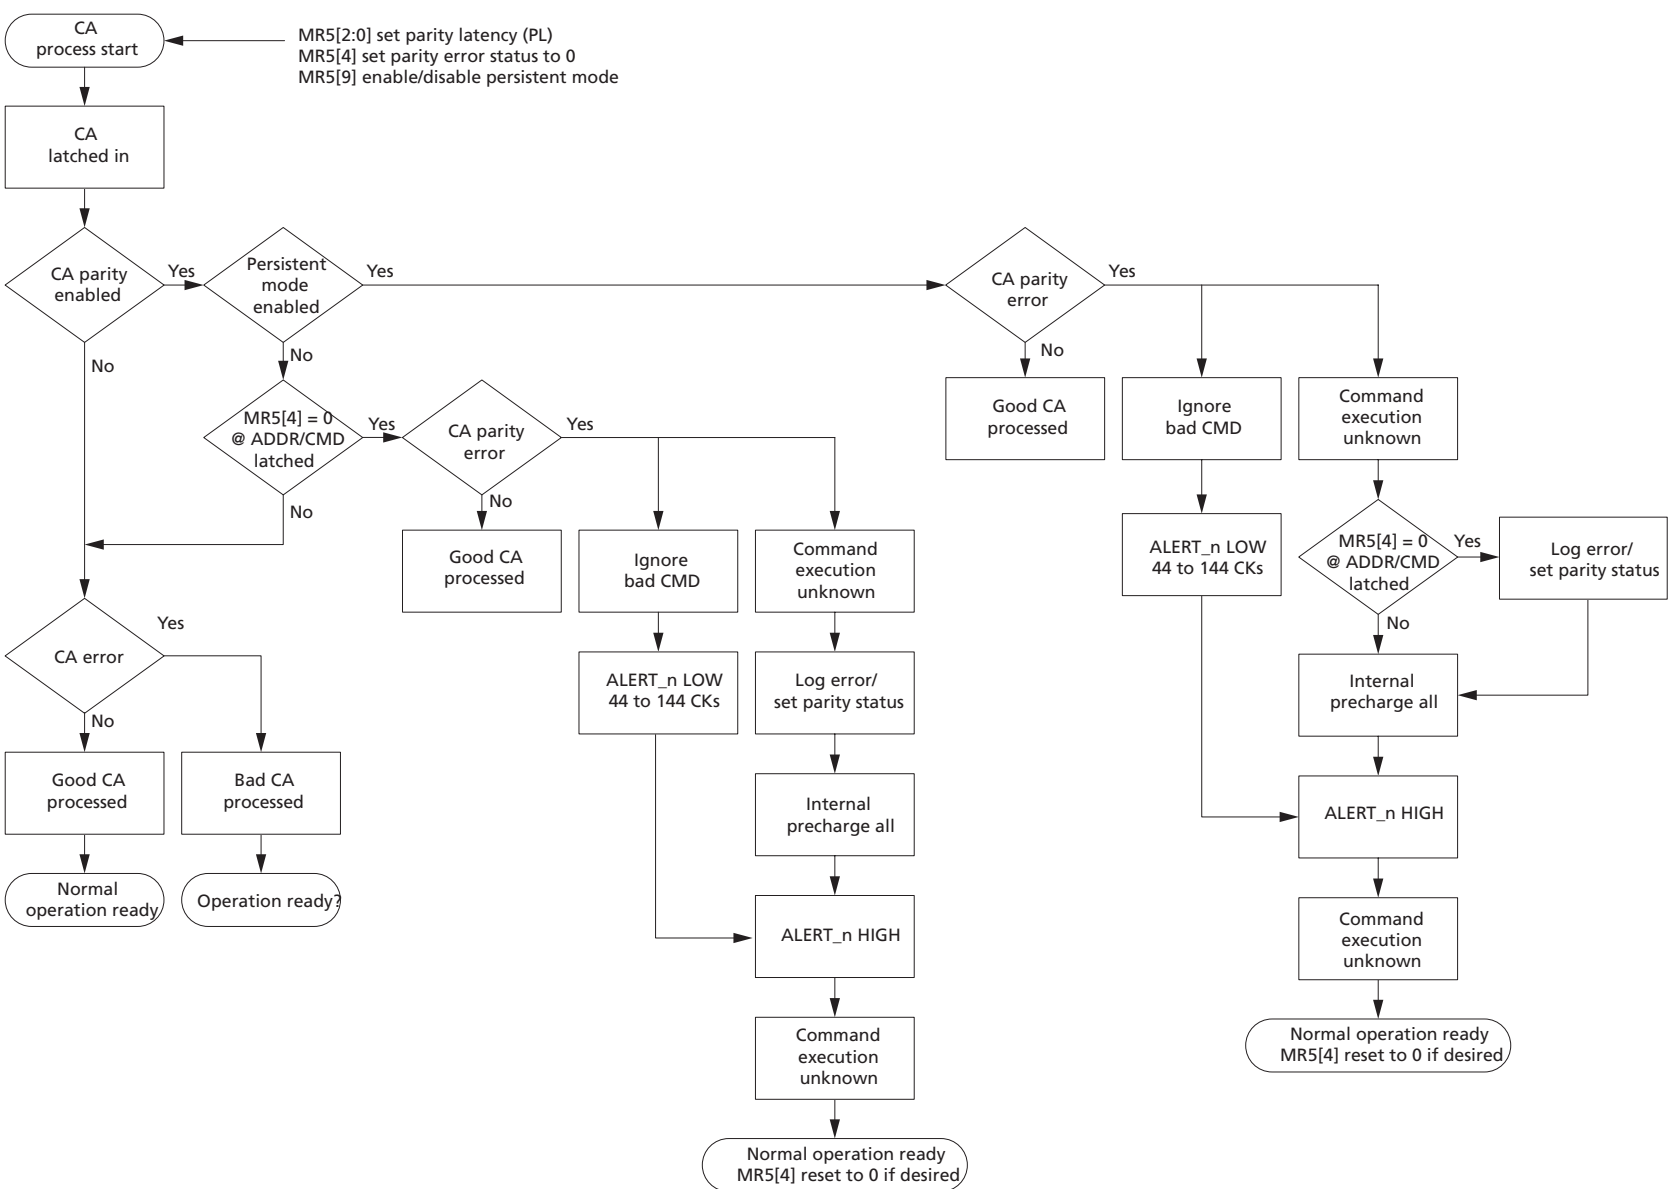 CA
process start
MR5[2:0] set parity latency (PL)
MR5[4] set parity error status to 0
MR5[9] enable/disable persistent mode
CA
latched in
CA parity
enabled
Yes
Persistent
mode
enabled
Yes
CA parity
error
Yes
No
No
No
MR5[4] = 0
@ ADDR/CMD
latched
Yes
CA parity
error
Yes
No
No
Good CA
processed
Ignore
bad CMD
Command
execution
unknown
Good CA
processed
Ignore
bad CMD
Command
execution
unknown
ALERT_n LOW
44 to 144 CKs
MR5[4] = 0
@ ADDR/CMD
latched
Yes
Log error/
set parity status
No
CA error
Yes
No
ALERT_n LOW
44 to 144 CKs
Log error/
set parity status
Internal
precharge all
Good CA
processed
Bad CA
processed
Internal
precharge all
ALERT_n HIGH
Normal
operation ready
Operation ready?
ALERT_n HIGH
Command
execution
unknown
Command
execution
unknown
Normal operation ready
MR5[4] reset to 0 if desired
Normal operation ready
MR5[4] reset to 0 if desired